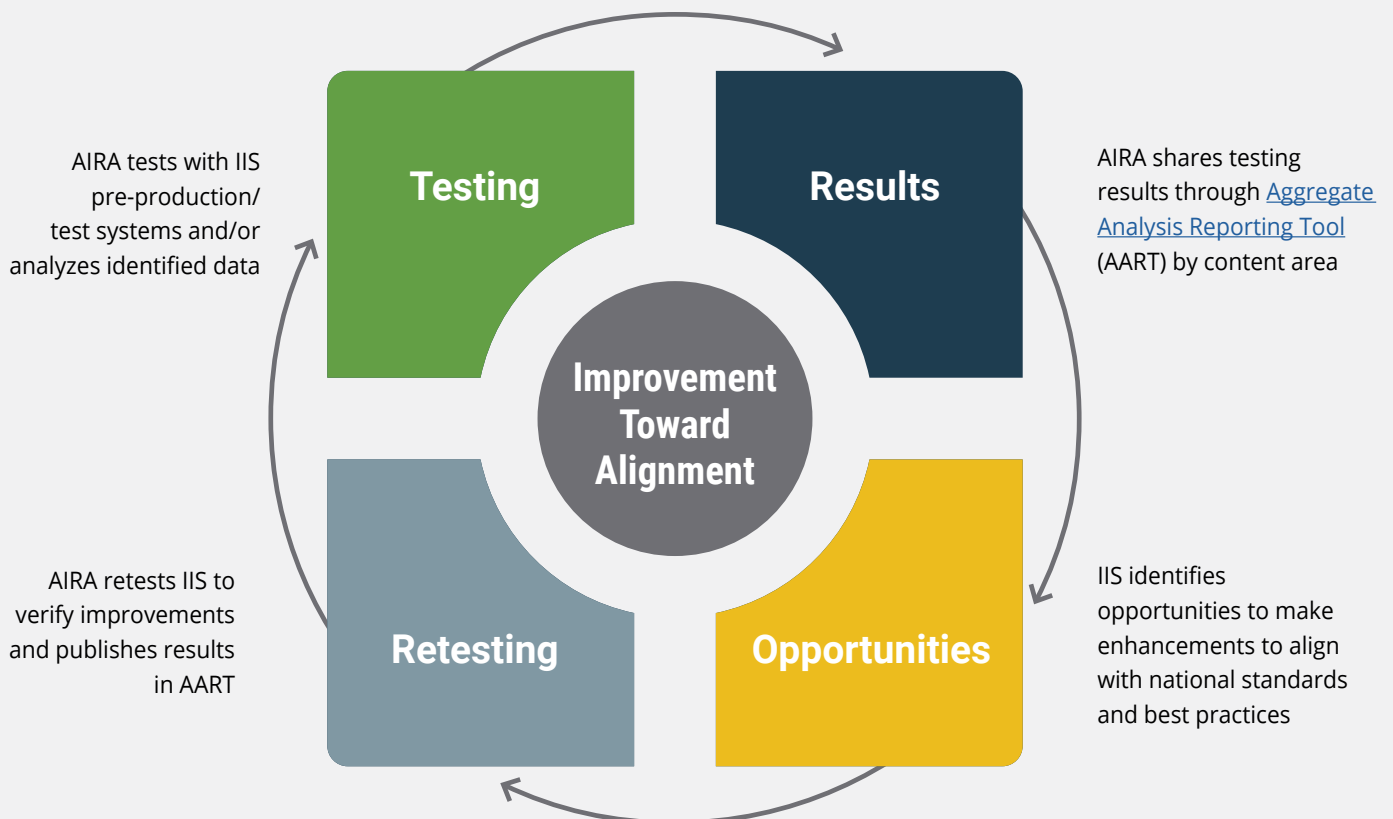 AIRA tests with IIS
pre-production/
test systems and/or
analyzes identified data
Testing
Results
AIRA shares testing
results through Aggregate
Analysis Reporting Tool
(AART) by content area
Improvement
Toward
Alignment
AIRA retests IIS to
verify improvements
and publishes results
in AART
Retesting
Opportunities
IIS identifies
opportunities to make
enhancements to align
with national standards
and best practices